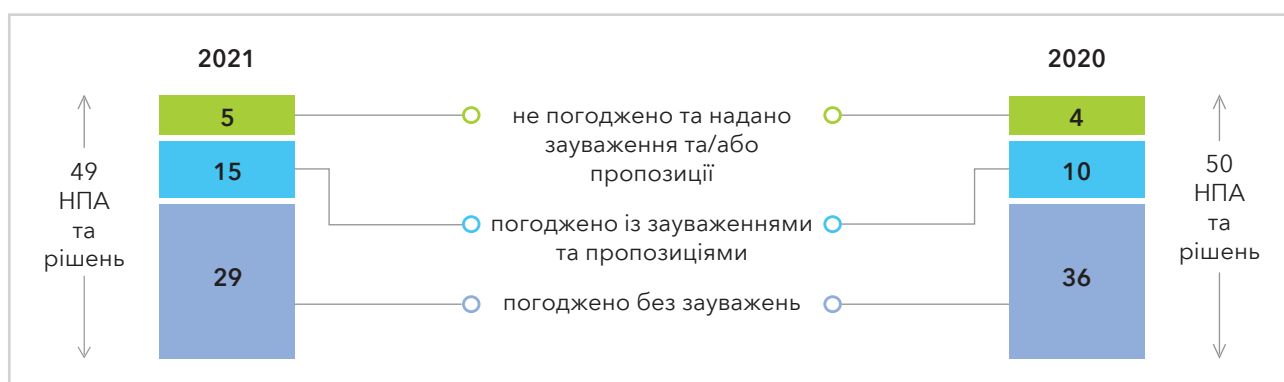 2021
2020
5
не погоджено та надано
зауваження та/або
пропозиції
4
49
НПА
та
рішень
15
погоджено із зауваженнями
та пропозиціями
10
50
НПА
та
рішень
29
погоджено без зауважень
36